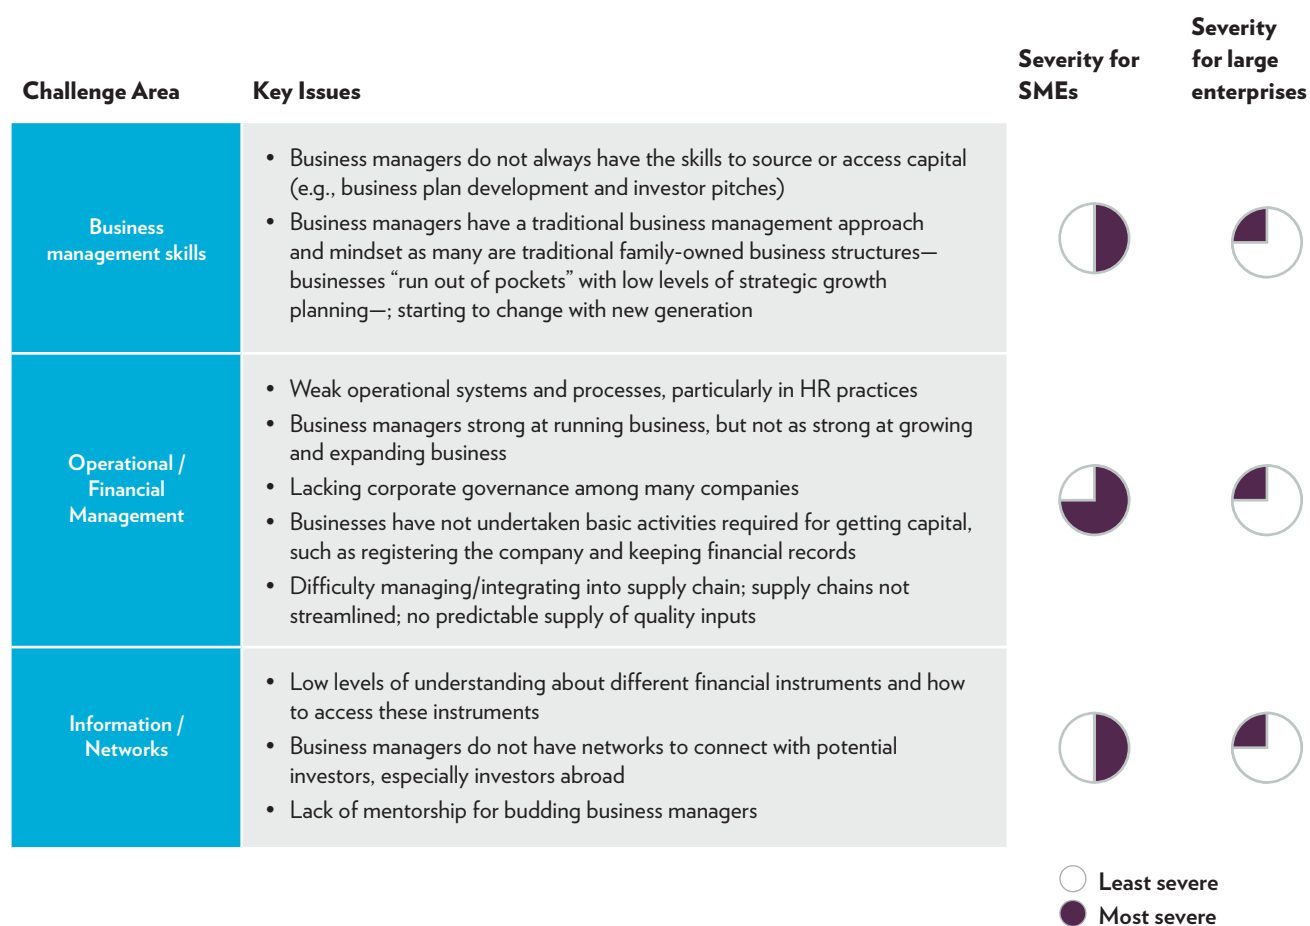 Challenge Area
Key Issues
Severity for
SMEs
Severity
for large
enterprises
Business
management skills
• Business managers do not always have the skills to source or access capital
(e.g., business plan development and investor pitches)
• Business managers have a traditional business management approach
and mindset as many are traditional family-owned business structures—
businesses “run out of pockets” with low levels of strategic growth
planning—; starting to change with new generation
Operational /
Financial
Management
• Weak operational systems and processes, particularly in HR practices
• Business managers strong at running business, but not as strong at growing
and expanding business
• Lacking corporate governance among many companies
• Businesses have not undertaken basic activities required for getting capital,
such as registering the company and keeping financial records
• Difficulty managing/integrating into supply chain; supply chains not
streamlined; no predictable supply of quality inputs
Information /
Networks
• Low levels of understanding about different financial instruments and how
to access these instruments
• Business managers do not have networks to connect with potential
investors, especially investors abroad
• Lack of mentorship for budding business managers
Least severe
Most severe